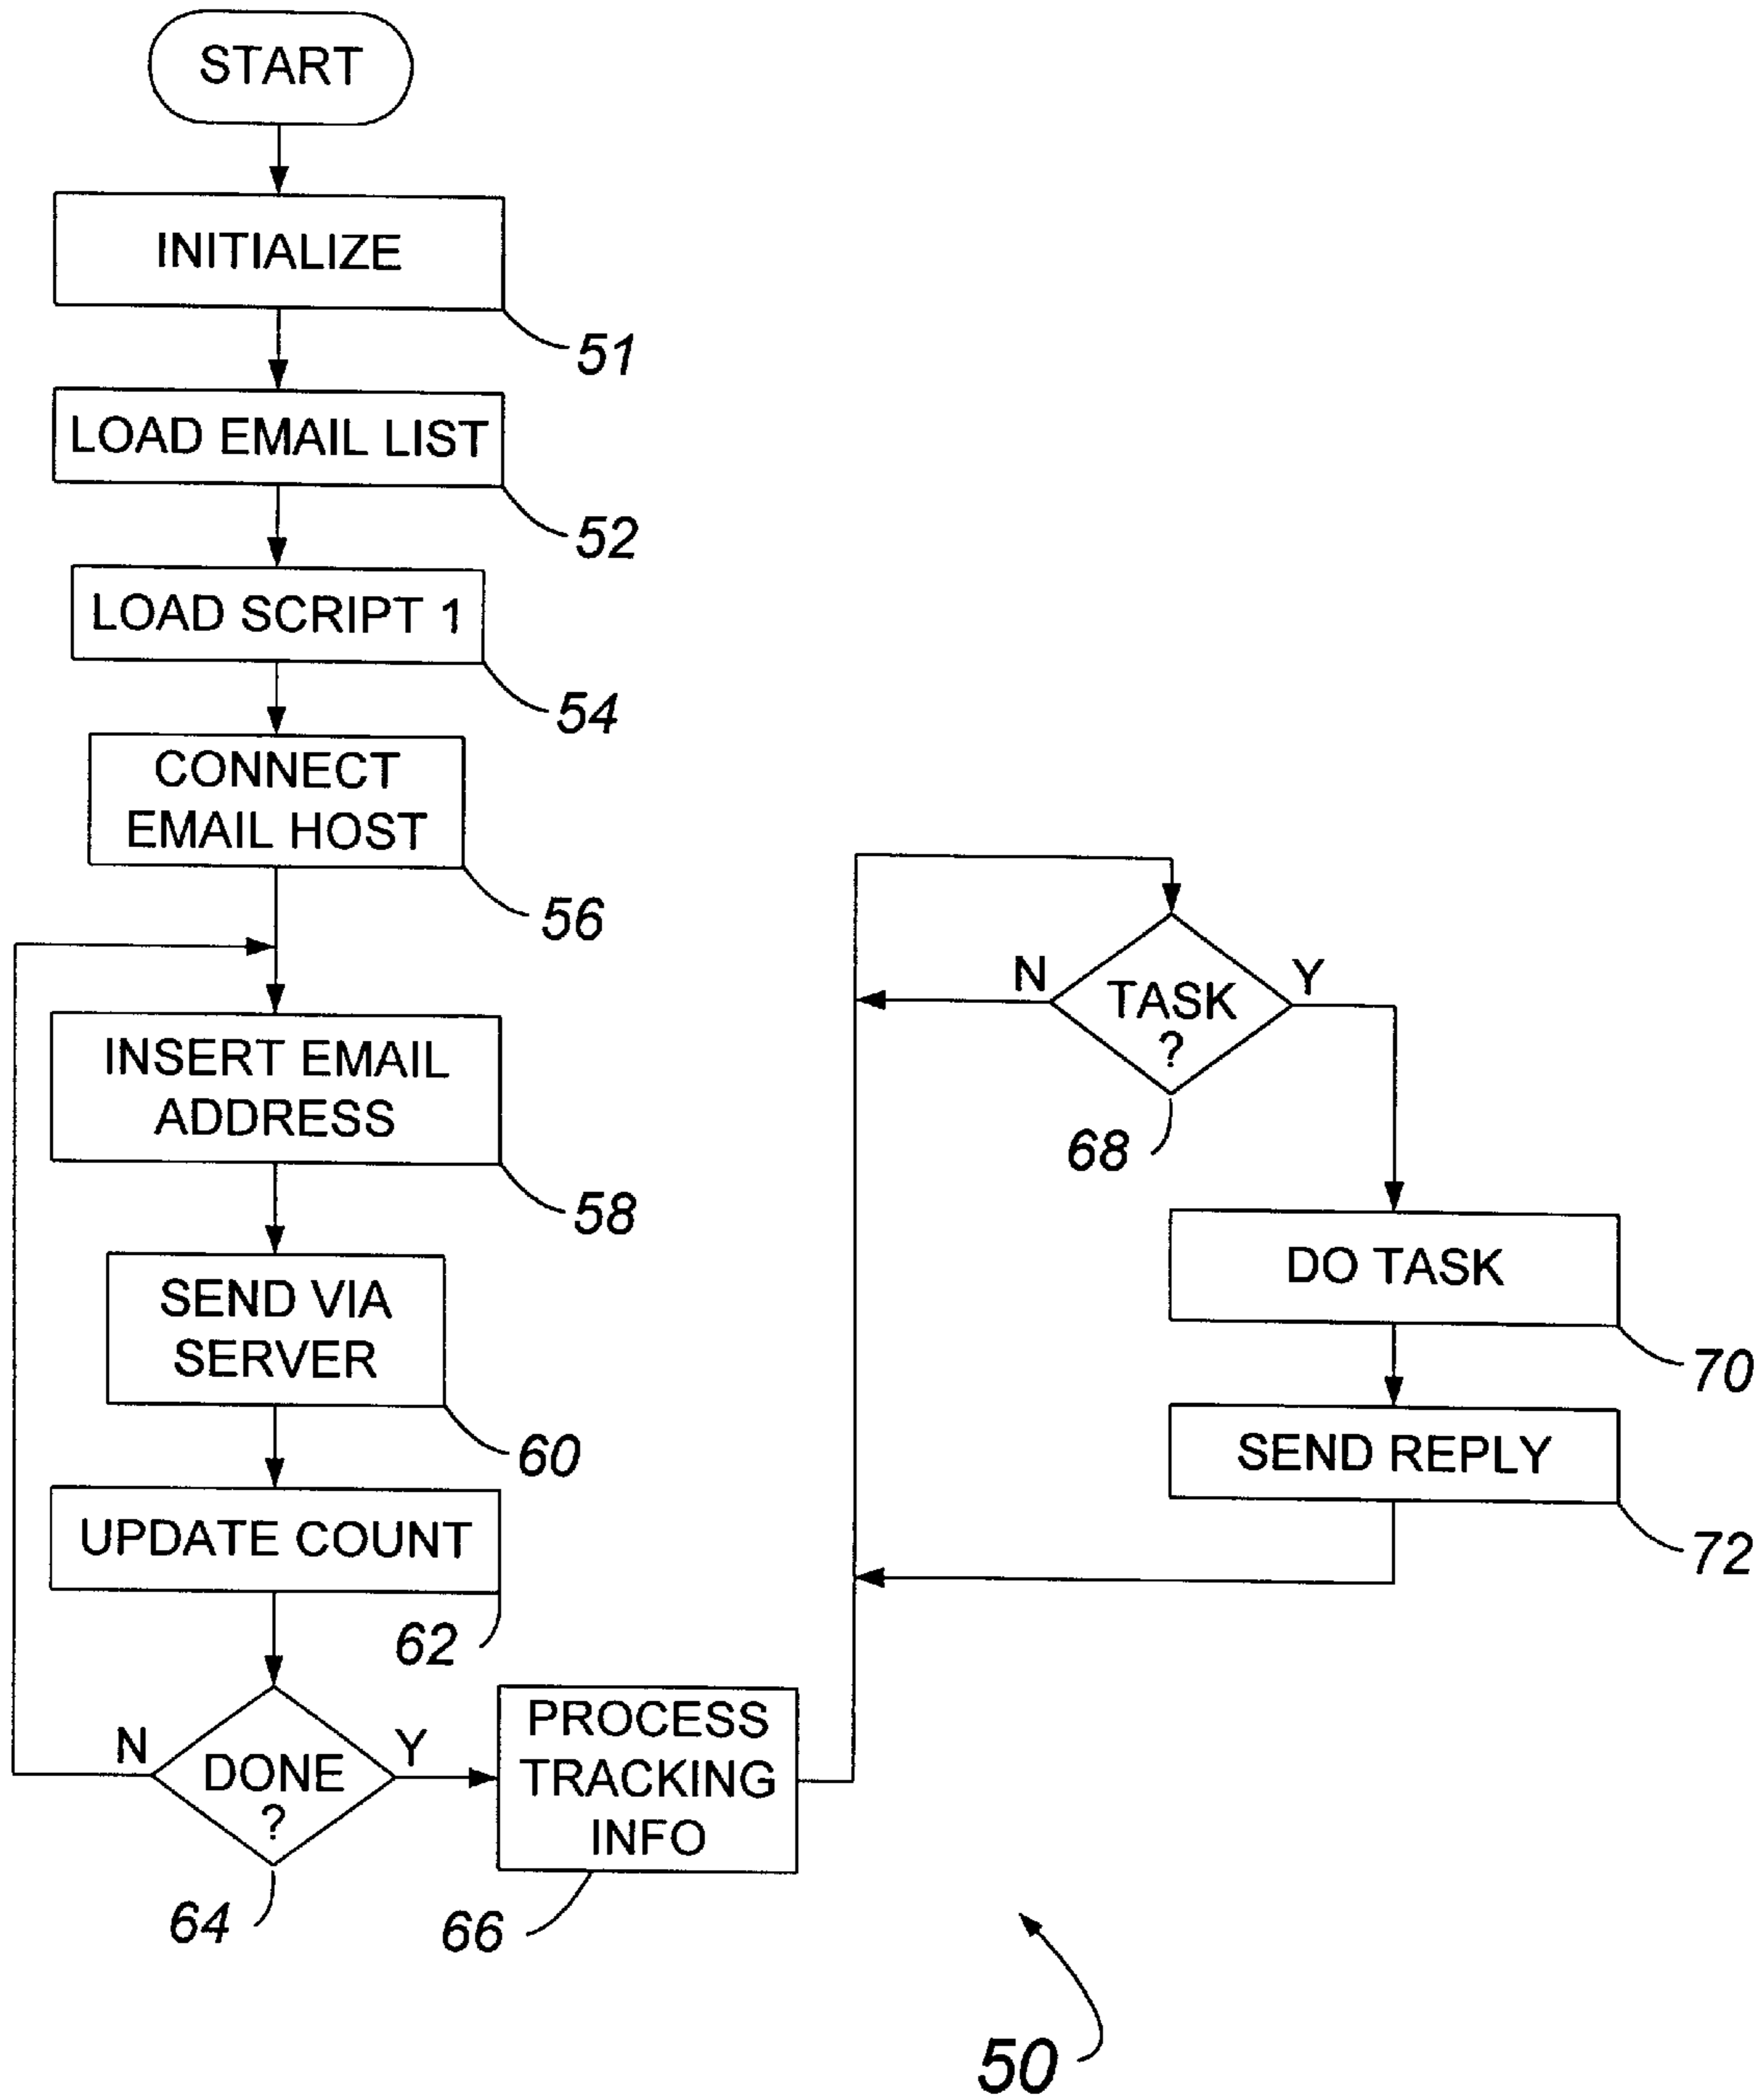 START
INITIALIZE
51
LOAD EMAIL LIST
52
LOAD SCRIPT 1
54
CONNECT
EMAIL HOST
56
INSERT EMAIL
ADDRESS
58
SEND VIA
SERVER
60
UPDATE COUNT
62
N
Y
DONE
?
64
PROCESS
TRACKING
INFO
66
N
Y
TASK
?
68
DO TASK
70
SEND REPLY
72
50